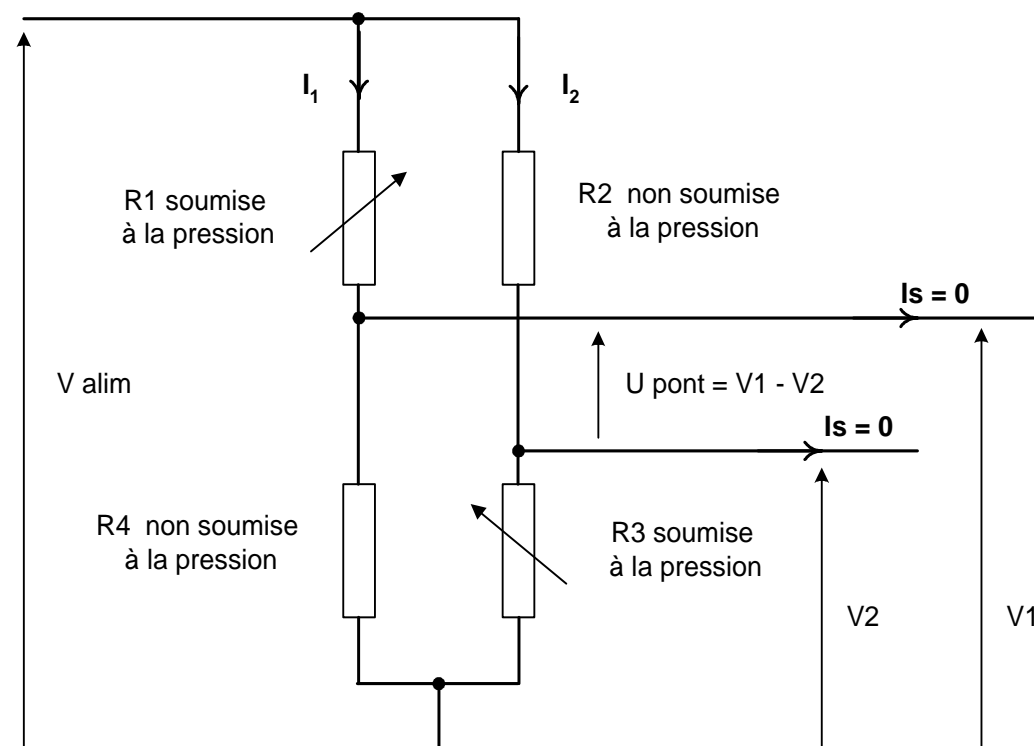 I1
I2
R1 soumise
à la pression
R2 non soumise
à la pression
Is = 0
V alim
U pont = V1 - V2
Is = 0
R4 non soumise
à la pression
R3 soumise
à la pression
V2
V1